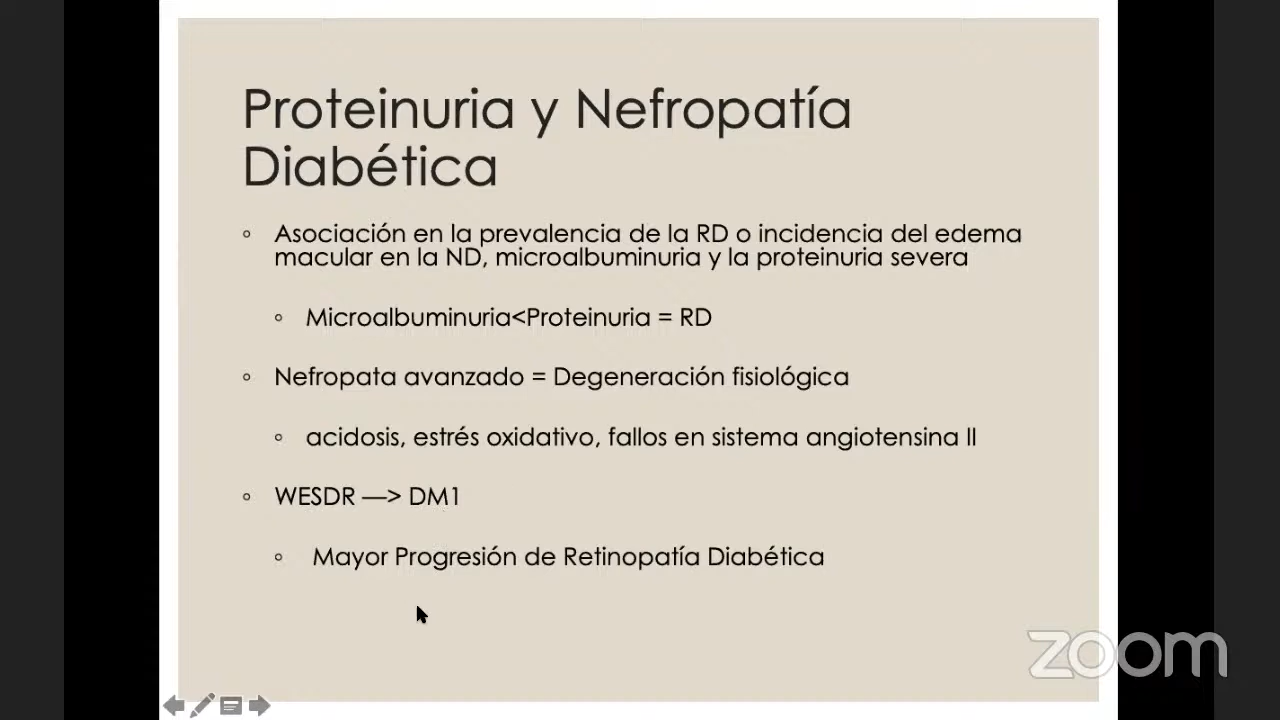 Proteinuria y Nefropatía
Diabética
◦ Asociación en la prevalencia de la RD o incidencia del edema
macular en la ND, microalbuminuria y la proteinuria severa
◦ Microalbuminuria<Proteinuria = RD
◦ Nefropata avanzado = Degeneración fisiológica
◦ acidosis, estrés oxidativo, fallos en sistema angiotensina II
◦ WESDR —> DM1
◦ Mayor Progresión de Retinopatía Diabética
zoom